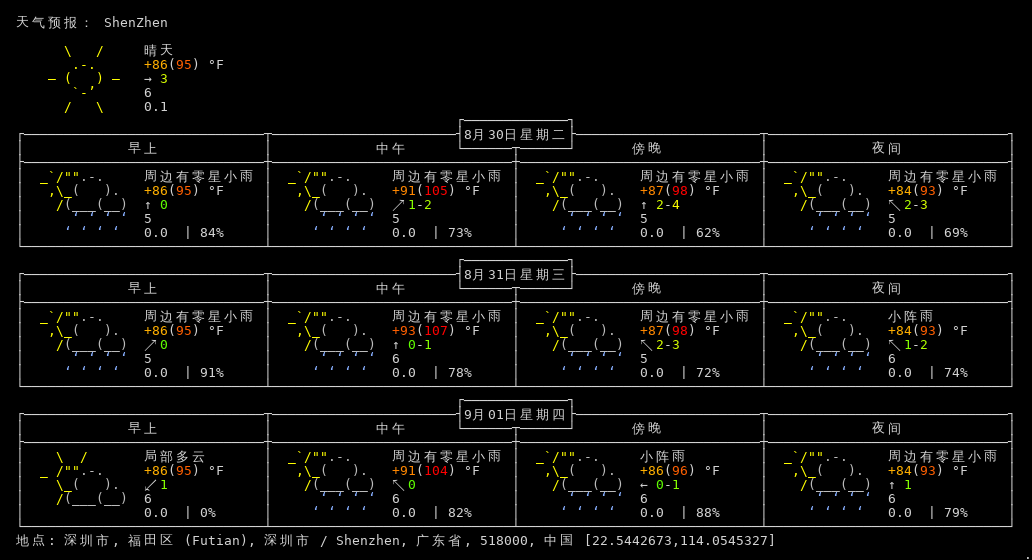 天气预报： ShenZhen
晴天
+86(95) °F
→ 3
6
0.1
8月30日星期二
早上 中午 傍晚 夜间
周边有零星小雨 周边有零星小雨 周边有零星小雨 周边有零星小雨
+86(95) °F +91(105) °F +87(98) °F +84(93) °F
↑ 0 ↗ 1-2 ↑ 2-4 ↖ 2-3
5 5 5 5
0.0 | 84% 0.0 | 73% 0.0 | 62% 0.0 | 69%
8月31日星期三
早上 中午 傍晚 夜间
周边有零星小雨 周边有零星小雨 周边有零星小雨 小阵雨
+86(95) °F +93(107) °F +87(98) °F +84(93) °F
↗ 0 ↑ 0-1 ↖ 2-3 ↖ 1-2
5 6 5 6
0.0 | 91% 0.0 | 78% 0.0 | 72% 0.0 | 74%
9月01日星期四
早上 中午 傍晚 夜间
局部多云 周边有零星小雨 小阵雨 周边有零星小雨
+86(95) °F +91(104) °F +86(96) °F +84(93) °F
↙ 1 ↖ 0 ← 0-1 ↑ 1
6 6 6 6
0.0 | 0% 0.0 | 82% 0.0 | 88% 0.0 | 79%
地点: 深圳市, 福田区 (Futian), 深圳市 / Shenzhen, 广东省, 518000, 中国 [22.5442673,114.0545327]